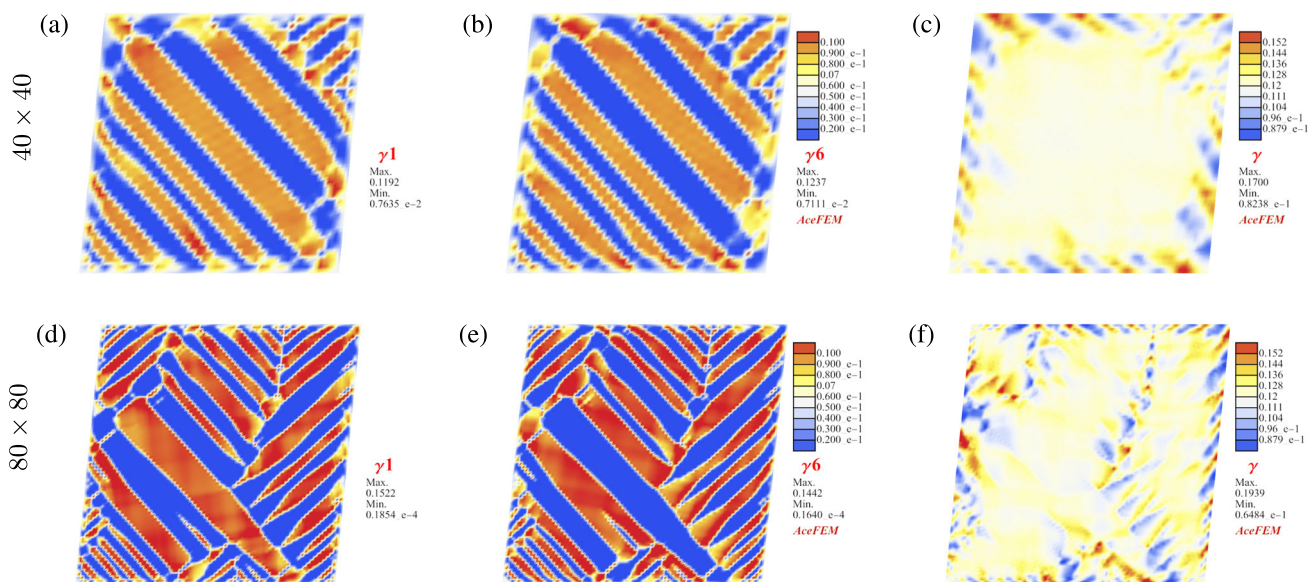 (a)
(b)
(c)
40 × 40
γ1
Max.
0.1192
Min.
0.7635 e−2
0.100
0.900 e−1
0.800 e−1
0.07
0.600 e−1
0.500 e−1
0.400 e−1
0.300 e−1
0.200 e−1
γ6
Max.
0.1237
Min.
0.7111 e−2
AceFEM
0.152
0.144
0.136
0.128
0.12
0.111
0.104
0.96 e−1
0.879 e−1
γ
Max.
0.1700
Min.
0.8238 e−1
(d)
(e)
(f)
80 × 80
γ1
Max.
0.1522
Min.
0.1854 e−4
0.100
0.900 e−1
0.800 e−1
0.07
0.600 e−1
0.500 e−1
0.400 e−1
0.300 e−1
0.200 e−1
γ6
Max.
0.1442
Min.
0.1640 e−4
AceFEM
0.152
0.144
0.136
0.128
0.12
0.111
0.104
0.96 e−1
0.879 e−1
γ
Max.
0.1939
Min.
0.6484 e−1